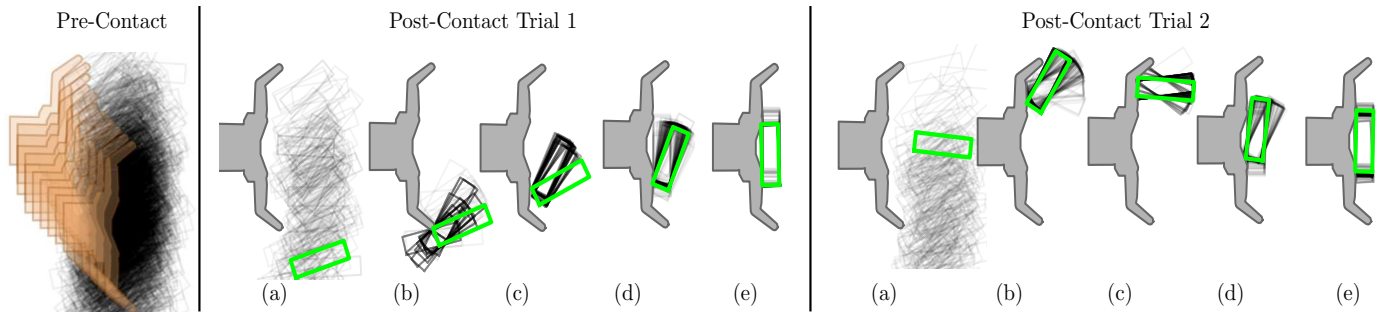 Pre-Contact
Post-Contact Trial 1
Post-Contact Trial 2
(a)
(b)
(c)
(d)
(e)
(a)
(b)
(c)
(d)
(e)